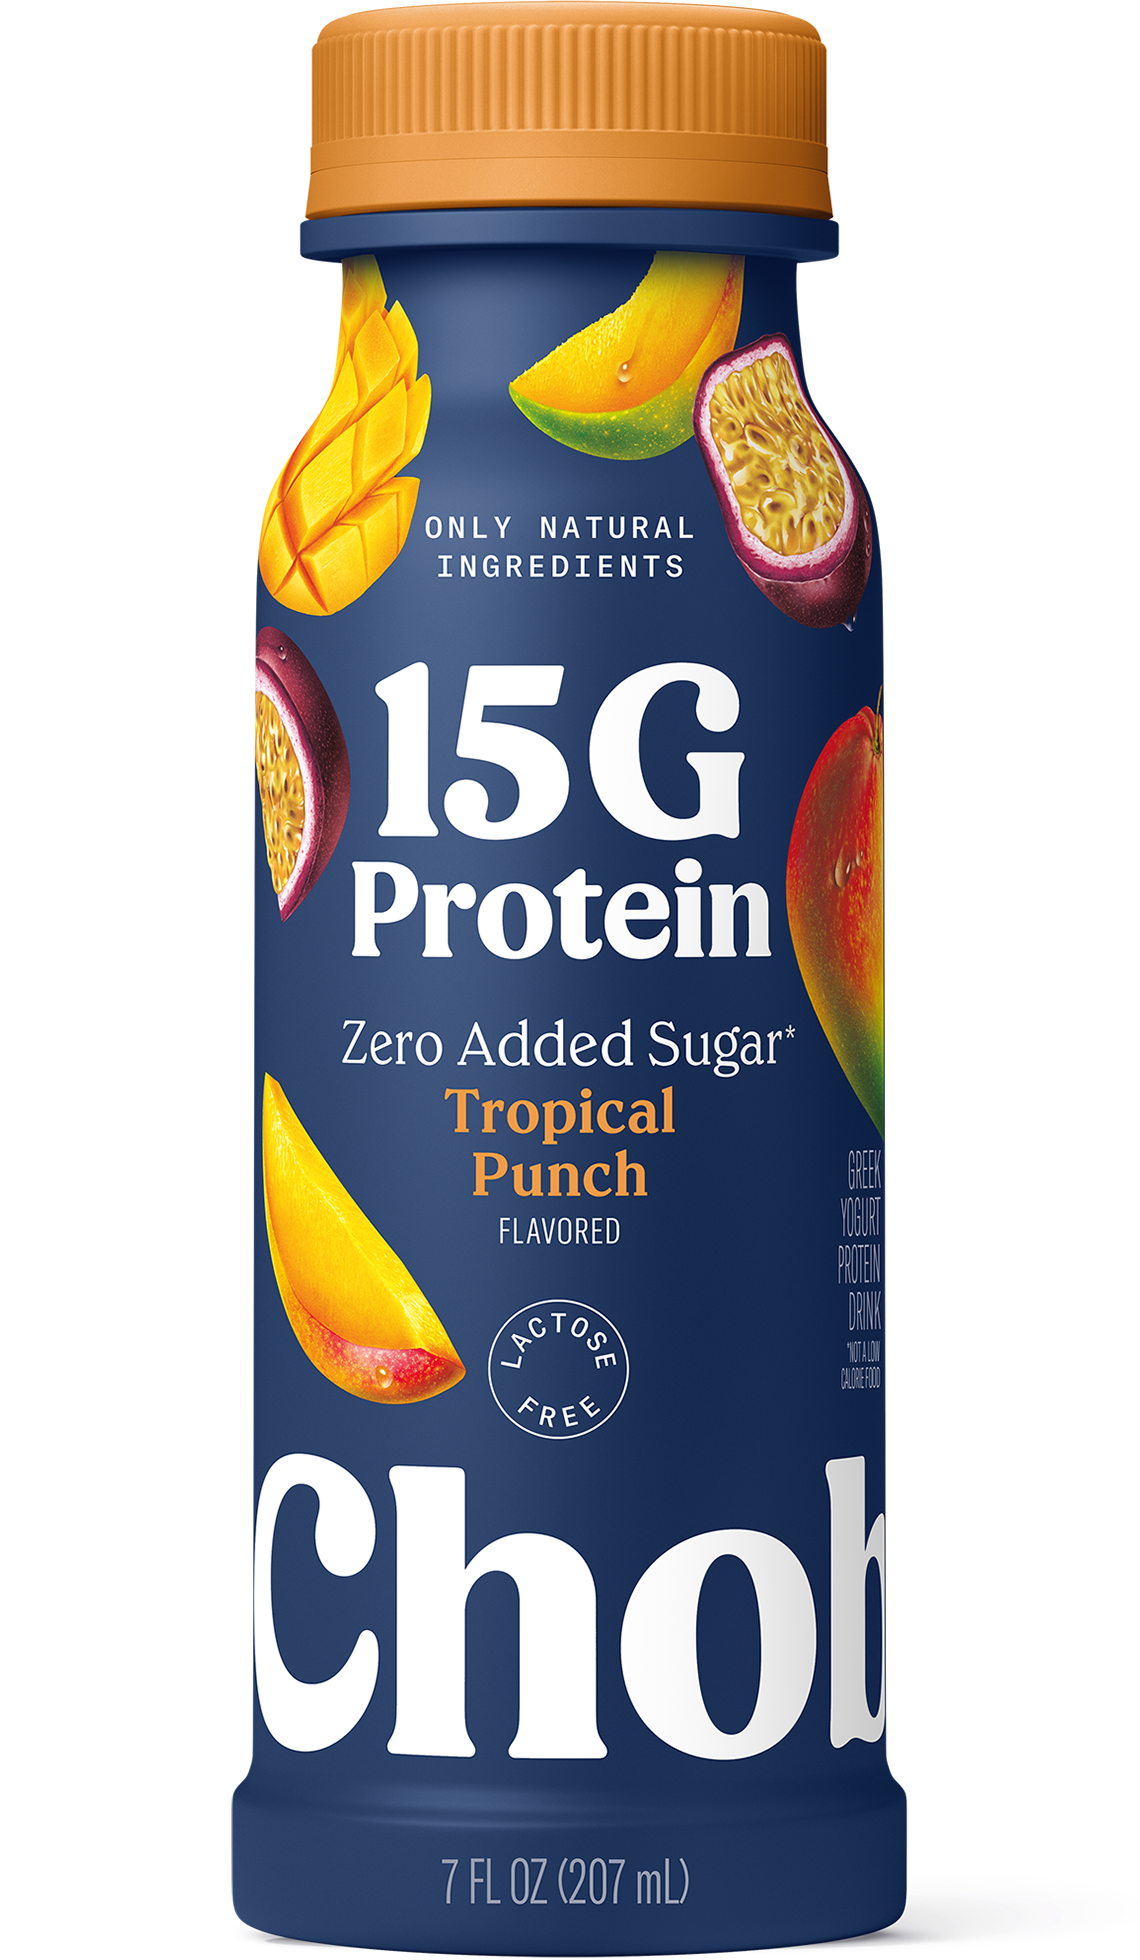 ONLY NATURAL
INGREDIENTS
15G
Protein
Zero Added Sugar*
Tropical
Punch
FLAVORED
GREEK
YOGURT
PROTEIN
DRINK
*NOT A LOW
CALORIE FOOD
LACTOSE
FREE
Chob
7 FL OZ (207 mL)